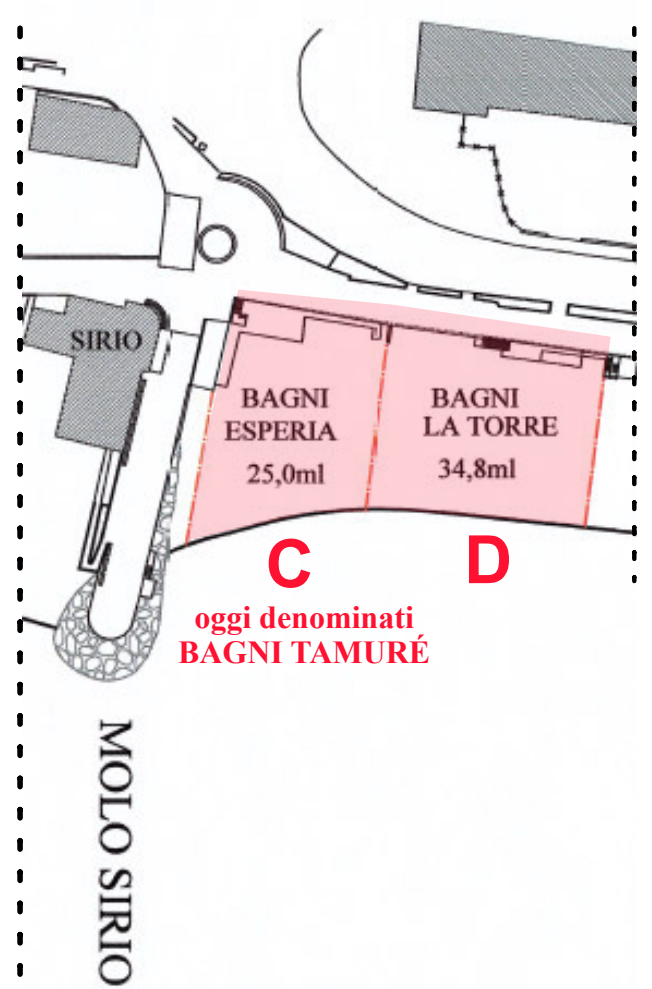 SIRIO
BAGNI
ESPERIA
25,0ml
BAGNI
LA TORRE
34,8ml
C
D
oggi denominati
BAGNI TAMURÉ
MOLO SIRIO